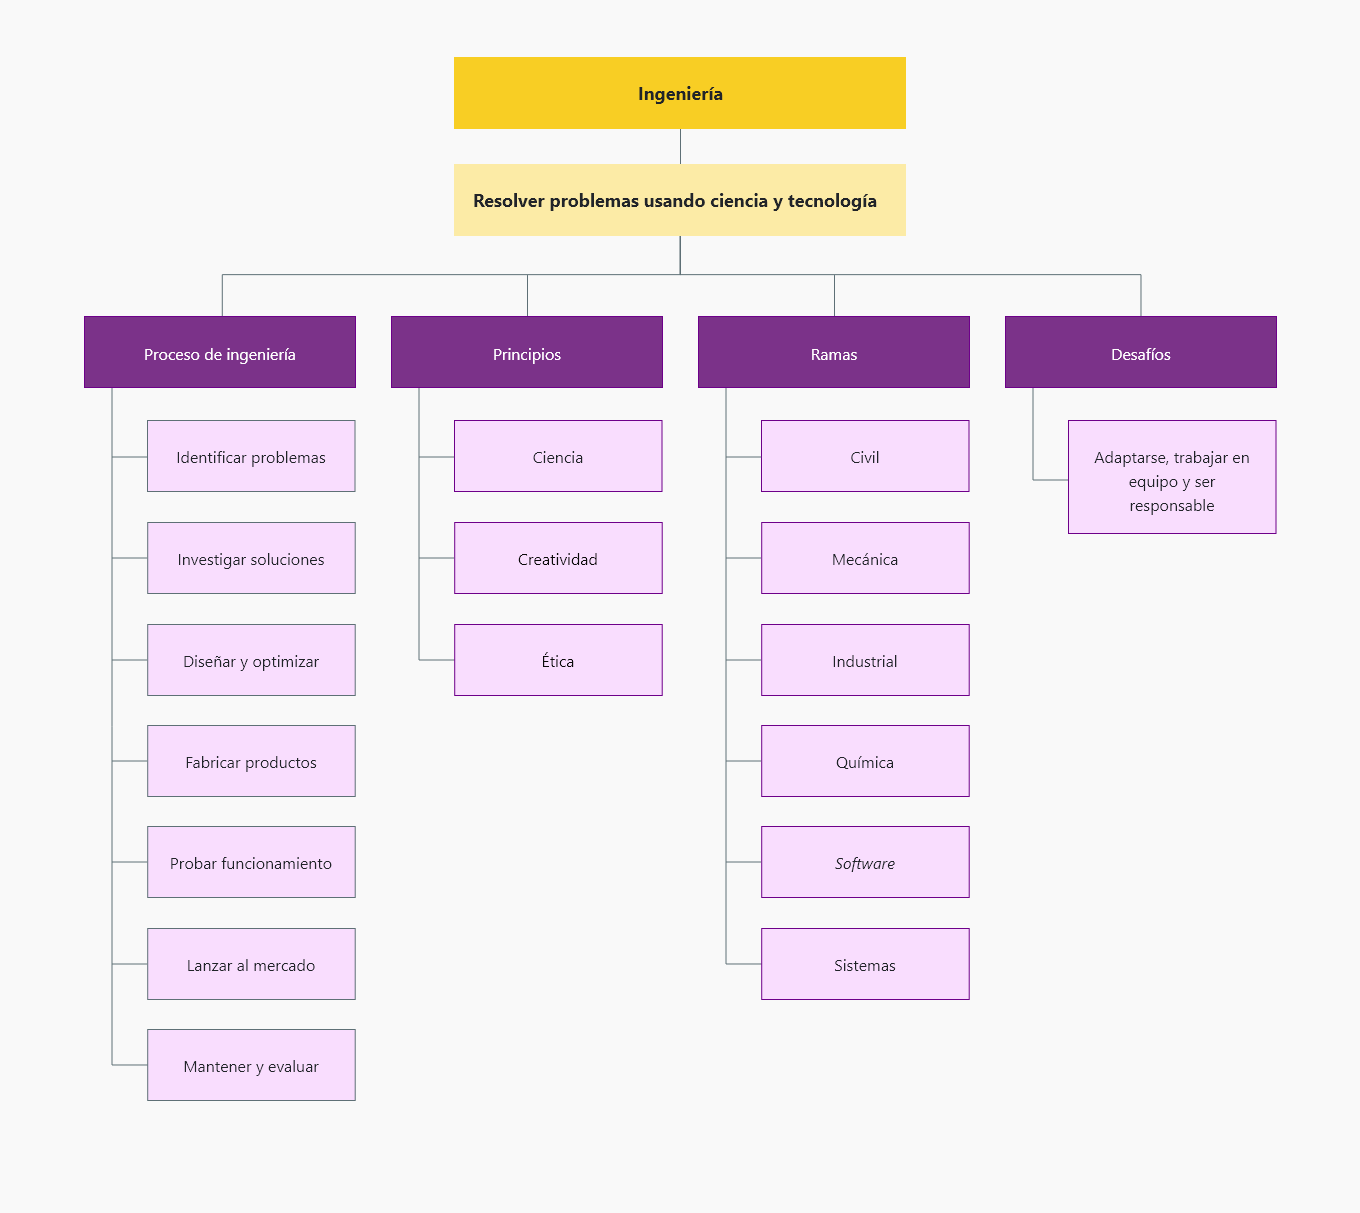 Ingeniería
Resolver problemas usando ciencia y tecnología
Proceso de ingeniería
Identificar problemas
Investigar soluciones
Diseñar y optimizar
Fabricar productos
Probar funcionamiento
Lanzar al mercado
Mantener y evaluar
Principios
Ciencia
Creatividad
Ética
Ramas
Civil
Mecánica
Industrial
Química
Software
Sistemas
Desafíos
Adaptarse, trabajar en
equipo y ser
responsable